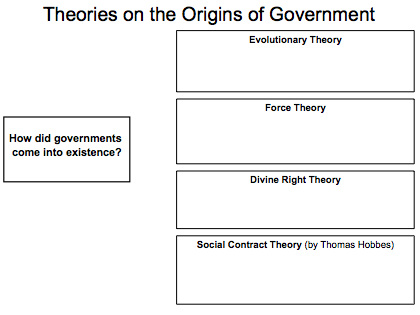 Theories on the Origins of Government
Evolutionary Theory
Force Theory
How did governments
come into existence?
Divine Right Theory
Social Contract Theory (by Thomas Hobbes)